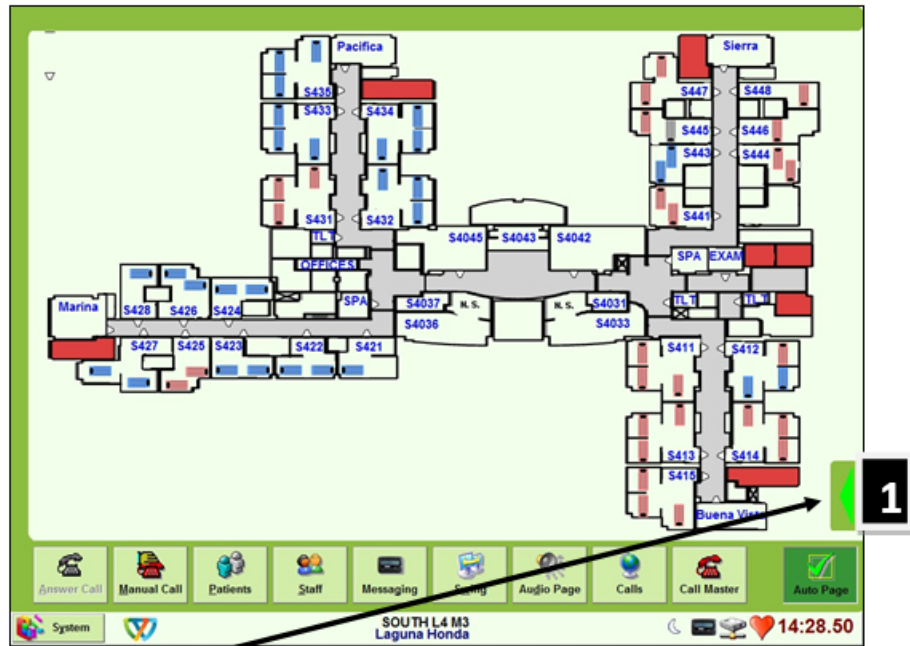 Pacifica
Sierra
S435
S447
S448
S433
S434
S445
S446
S443
S444
S431
S432
S441
TLT
S4045
S4043
S4042
OFFICES
SPA
EXAM
S428
S426
S424
SPA
S4037
N. S.
N. S.
S4031
TLT
TLT
Marina
S4036
S4033
S427
S425
S423
S422
S421
S411
S412
S413
S414
S415
1
Answer Call
Manual Call
Patients
Staff
Messaging
Audio Page
Calls
Call Master
Auto Page
System
SOUTH L4 M3
Laguna Honda
14:28.50
Buena